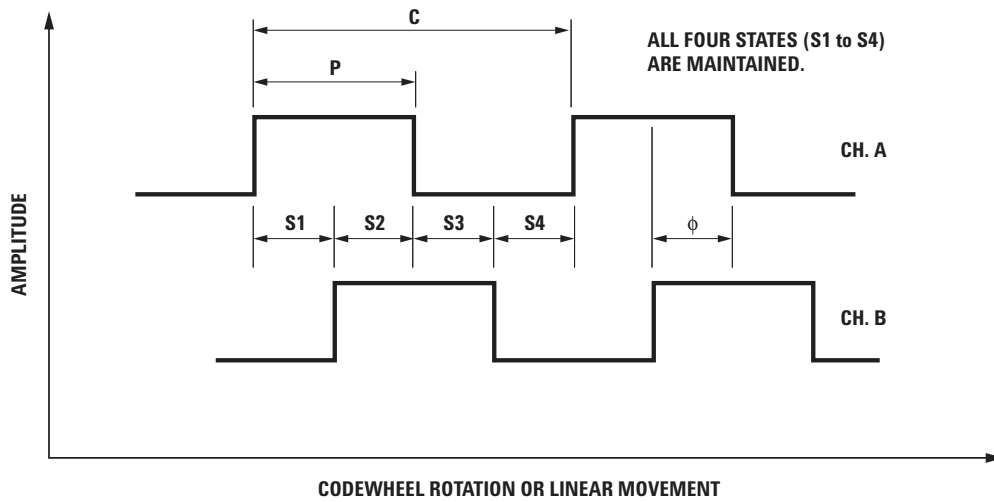 C
ALL FOUR STATES (S1 to S4)
ARE MAINTAINED.
P
CH. A
AMPLITUDE
S1 S2 S3 S4 ϕ
CH. B
CODEWHEEL ROTATION OR LINEAR MOVEMENT